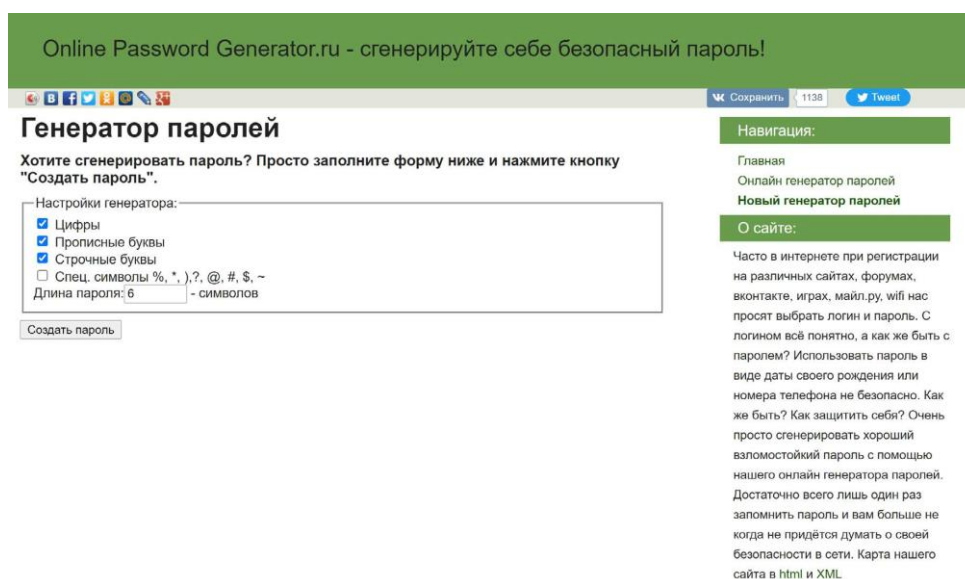 Online Password Generator.ru - сгенерируйте себе безопасный пароль!
Сохранить 1138 Tweet
Генератор паролей
Хотите сгенерировать пароль? Просто заполните форму ниже и нажмите кнопку
"Создать пароль".
Настройки генератора:
Цифры
Прописные буквы
Строчные буквы
Спец. символы %, *, ),?, @, #, $, ~
Длина пароля: 6 - символов
Создать пароль
Навигация:
Главная
Онлайн генератор паролей
Новый генератор паролей
О сайте:
Часто в интернете при регистрации
на различных сайтах, форумах,
вконтакте, играх, майл.ру, wifi нас
просят выбрать логин и пароль. С
логином всё понятно, а как же быть с
паролем? Использовать пароль в
виде даты своего рождения или
номера телефона не безопасно. Как
же быть? Как защитить себя? Очень
просто сгенерировать хороший
взломостойкий пароль с помощью
нашего онлайн генератора паролей.
Достаточно всего лишь один раз
запомнить пароль и вам больше не
когда не придётся думать о своей
безопасности в сети. Карта нашего
сайта в html и XML